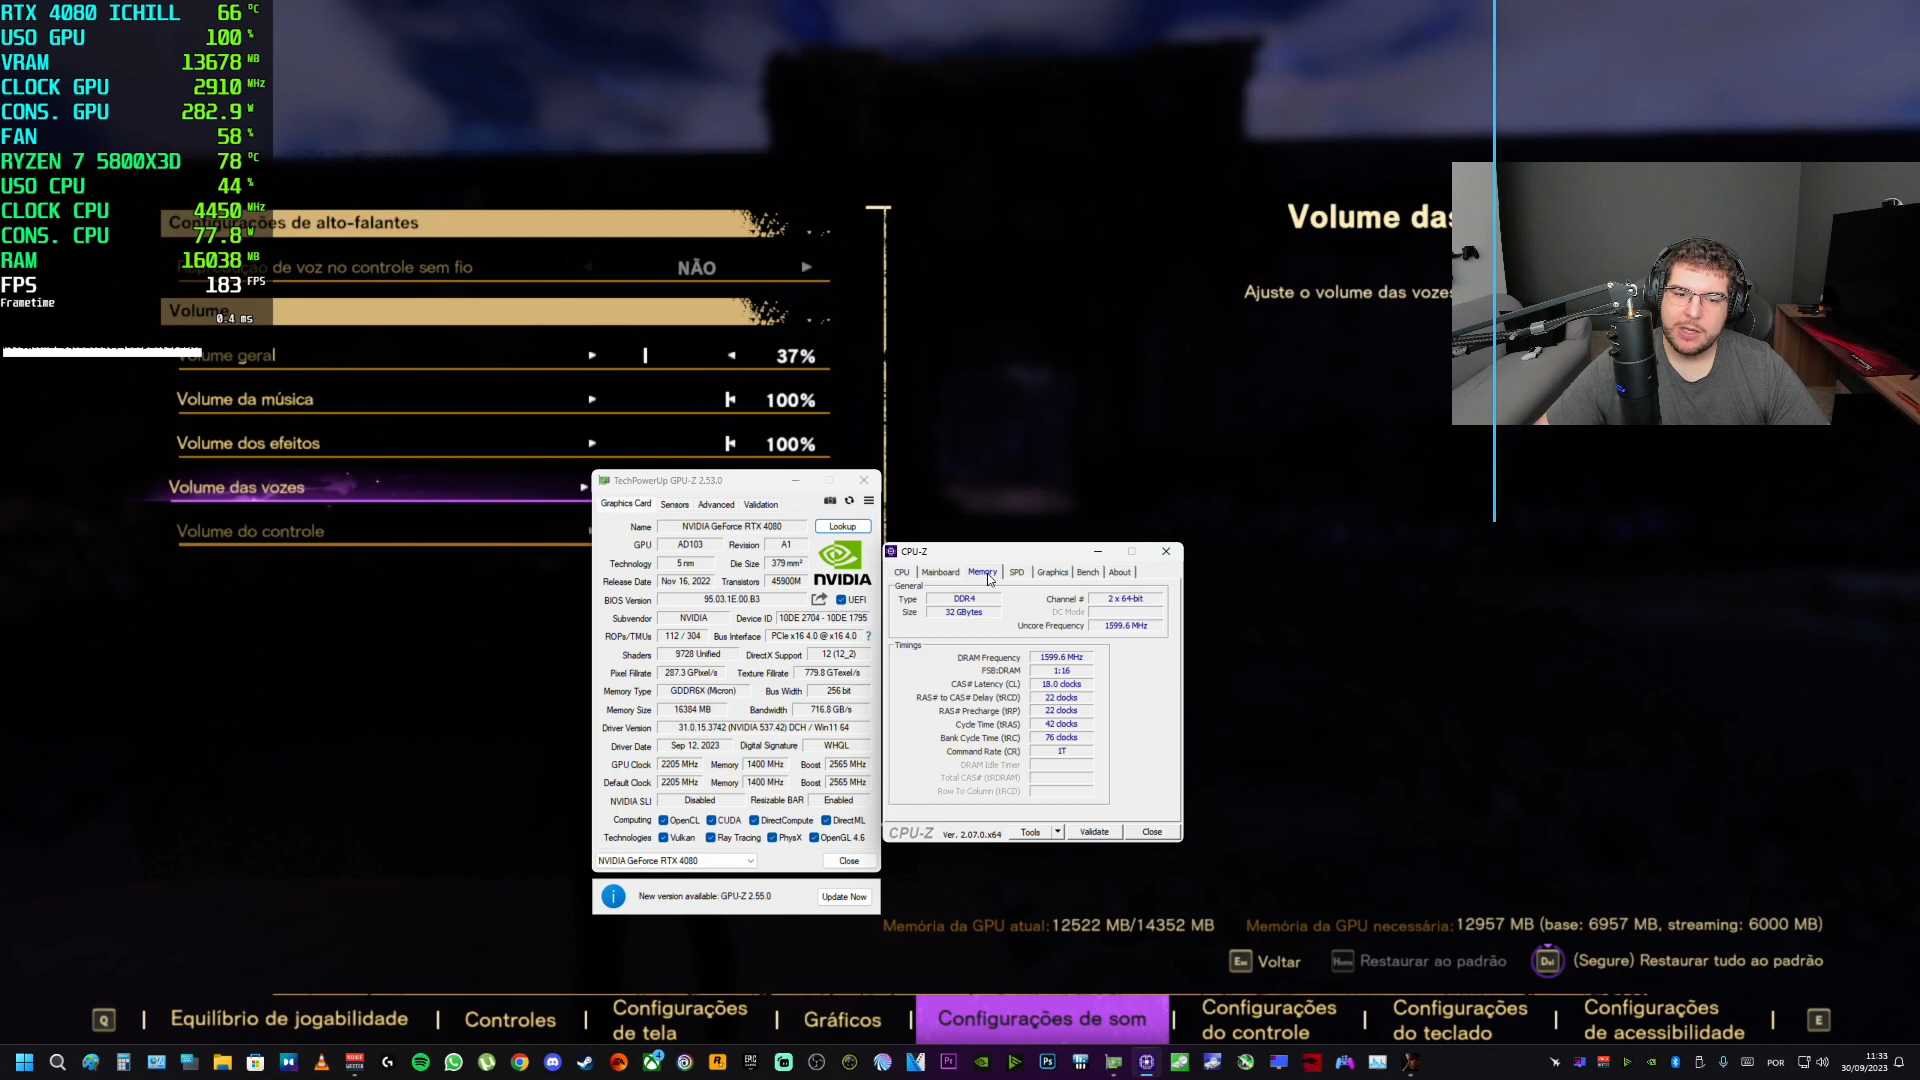 RTX 4080 ICHILL 66 °C
USO GPU 100 %
VRAM 13678 MB
CLOCK GPU 2910 MHz
CONS. GPU 282.9 W
FAN 58 %
RYZEN 7 5800X3D 78 °C
USO CPU 44 %
CLOCK CPU 4450 MHz
CONS. CPU 77.8 W
RAM 16038 MB
FPS 183 FPS
Frametime
0.4 ms
Configurações de alto-falantes
Reprodução de voz no controle sem fio NÃO
Volume
Volume geral 37%
Volume da música 100%
Volume dos efeitos 100%
Volume das vozes
Volume do controle
Volume das
Ajuste o volume das vozes
TechPowerUp GPU-Z 2.53.0
Graphics Card Sensors Advanced Validation
Name NVIDIA GeForce RTX 4080 Lookup
GPU AD103 Revision A1
Technology 5 nm Die Size 379 mm²
Release Date Nov 16, 2022 Transistors 45900M
NVIDIA
BIOS Version 95.03.1E.00.B3 UEFI
Subvendor NVIDIA Device ID 10DE 2704 - 10DE 1795
ROPs/TMUs 112 / 304 Bus Interface PCIe x16 4.0 @ x16 4.0 ?
Shaders 9728 Unified DirectX Support 12 (12_2)
Pixel Fillrate 287.3 GPixel/s Texture Fillrate 779.8 GTexel/s
Memory Type GDDR6X (Micron) Bus Width 256 bit
Memory Size 16384 MB Bandwidth 716.8 GB/s
Driver Version 31.0.15.3742 (NVIDIA 537.42) DCH / Win11 64
Driver Date Sep 12, 2023 Digital Signature WHQL
GPU Clock 2205 MHz Memory 1400 MHz Boost 2565 MHz
Default Clock 2205 MHz Memory 1400 MHz Boost 2565 MHz
NVIDIA SLI Disabled Resizable BAR Enabled
Computing OpenCL CUDA DirectCompute DirectML
Technologies Vulkan Ray Tracing PhysX OpenGL 4.6
NVIDIA GeForce RTX 4080 Close
New version available: GPU-Z 2.55.0 Update Now
CPU-Z
CPU Mainboard Memory SPD Graphics Bench About
General
Type DDR4 Channel # 2 x 64-bit
Size 32 GBytes DC Mode
Uncore Frequency 1599.6 MHz
Timings
DRAM Frequency 1599.6 MHz
FSB:DRAM 1:16
CAS# Latency (CL) 18.0 clocks
RAS# to CAS# Delay (tRCD) 22 clocks
RAS# Precharge (tRP) 22 clocks
Cycle Time (tRAS) 42 clocks
Bank Cycle Time (tRC) 76 clocks
Command Rate (CR) 1T
DRAM Idle Timer
Total CAS# (tRDRAM)
Row To Column (tRCD)
CPU-Z Ver. 2.07.0.x64 Tools Validate Close
Memória da GPU atual: 12522 MB/14352 MB Memória da GPU necessária: 12957 MB (base: 6957 MB, streaming: 6000 MB)
Esc Voltar Home Restaurar ao padrão Del (Segure) Restaurar tudo ao padrão
Q Equilíbrio de jogabilidade Controles Configurações de tela Gráficos Configurações de som Configurações do controle Configurações do teclado Configurações de acessibilidade E
POR 11:33
30/09/2023